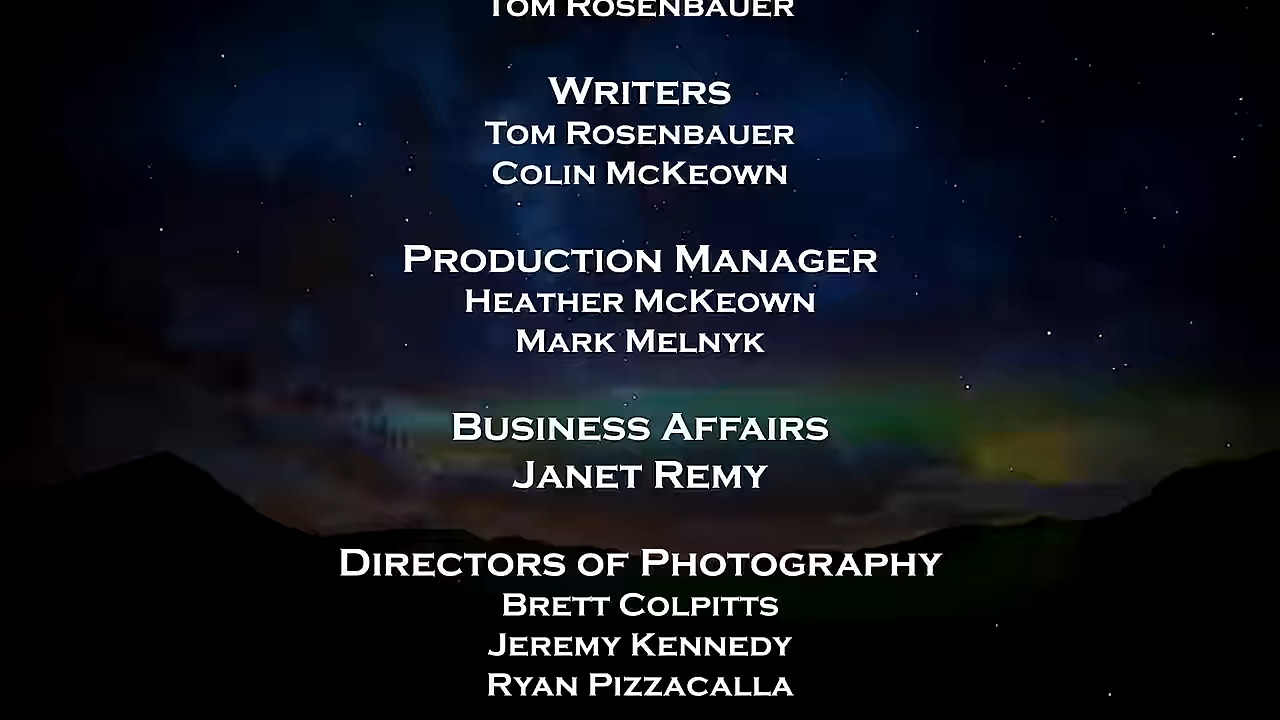 Tom Rosenbauer
Writers
Tom Rosenbauer
Colin McKeown
Production Manager
Heather McKeown
Mark Melnyk
Business Affairs
Janet Remy
Directors of Photography
Brett Colpitts
Jeremy Kennedy
Ryan Pizzacalla